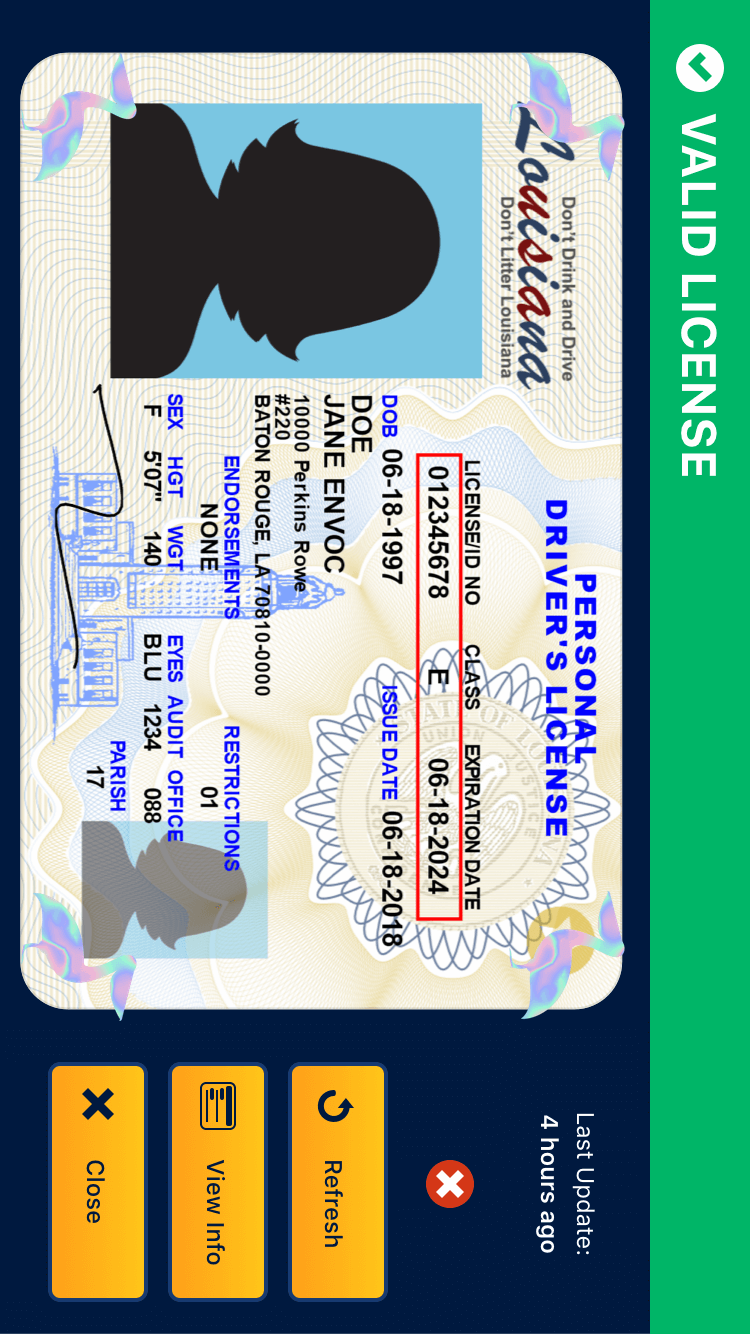 VALID LICENSE
Don't Drink and Drive
Louisiana
Don't Litter Louisiana
PERSONAL
DRIVER'S LICENSE
LICENSE/ID NO CLASS EXPIRATION DATE
012345678 E 06-18-2024
DOB 06-18-1997 ISSUE DATE 06-18-2018
DOE
JANE ENVOC
10000 Perkins Rowe
#220
BATON ROUGE, LA 70810-0000
ENDORSEMENTS RESTRICTIONS
NONE 01
SEX HGT WGT EYES AUDIT OFFICE
F 5'07" 140 BLU 1234 088
PARISH
17
Last Update:
4 hours ago
Refresh
View Info
Close